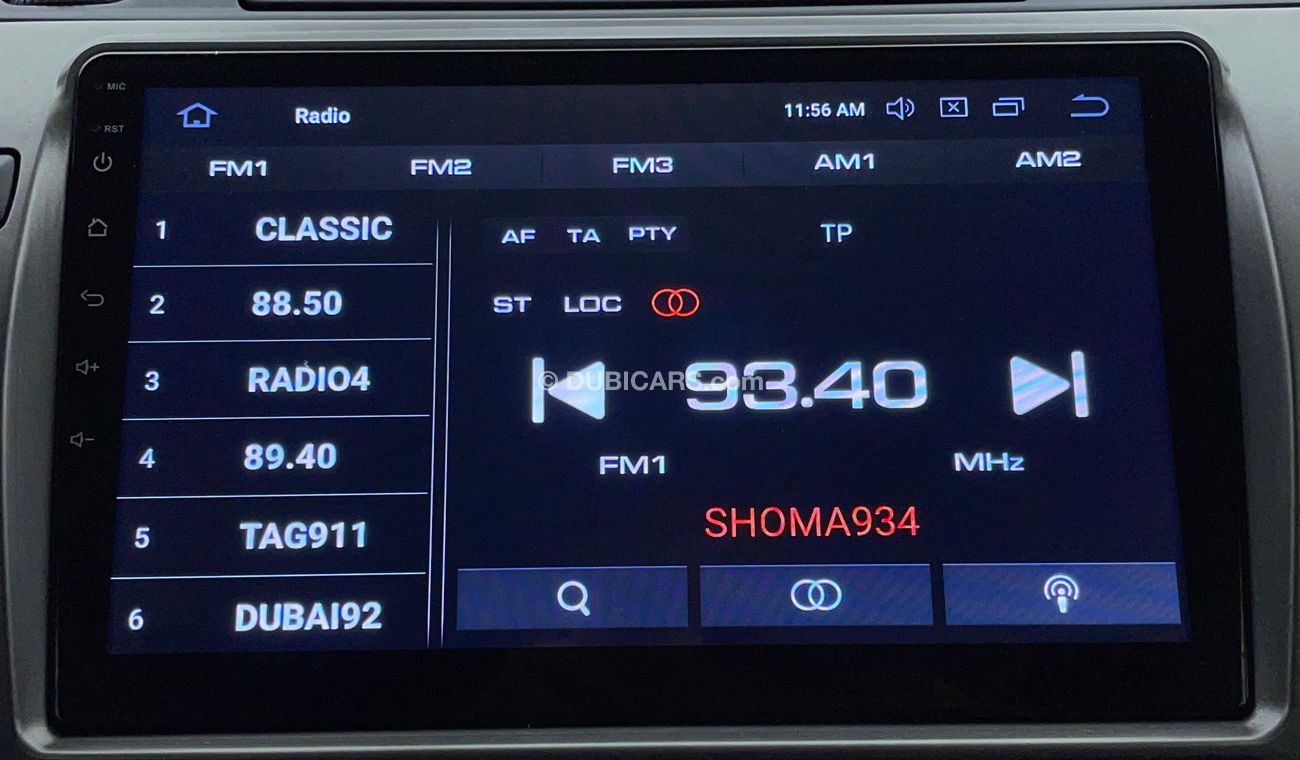 MIC
RST
Radio
11:56 AM
FM1 FM2 FM3 AM1 AM2
1 CLASSIC
2 88.50
3 RADIO4
4 89.40
5 TAG911
6 DUBAI92
AF TA PTY TP
ST LOC
93.40
© DUBICARS.com
FM1 MHz
SHOMA934